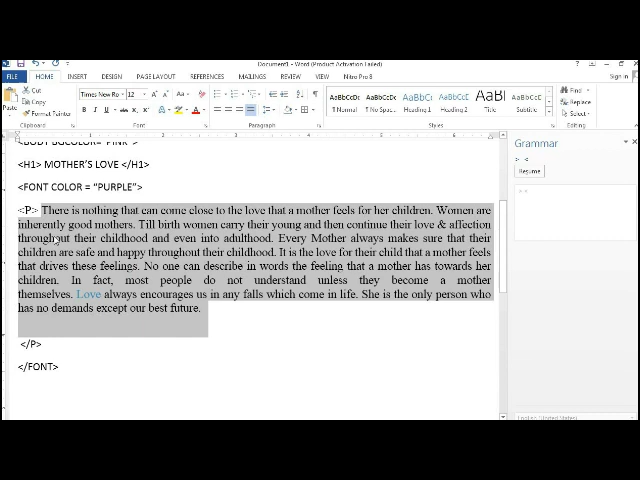 Document1 - Word (Product Activation Failed)
FILE HOME INSERT DESIGN PAGE LAYOUT REFERENCES MAILINGS REVIEW VIEW Nitro Pro 8 Sign in
Cut
Copy
Format Painter
Paste
Clipboard
Times New Ro 12
Font
Paragraph
AaBbCcDc AaBbCcDc AaBbCc AaBbCcD AaBl AaBbCcD
¶ Normal ¶ No Spac... Heading 1 Heading 2 Title Subtitle
Styles
Find
Replace
Select
Editing
<BODY BGCOLOR= "PINK">
<H1> MOTHER'S LOVE </H1>
<FONT COLOR = "PURPLE">
<P> There is nothing that can come close to the love that a mother feels for her children. Women are
inherently good mothers. Till birth women carry their young and then continue their love & affection
throughout their childhood and even into adulthood. Every Mother always makes sure that their
children are safe and happy throughout their childhood. It is the love for their child that a mother feels
that drives these feelings. No one can describe in words the feeling that a mother has towards her
children. In fact, most people do not understand unless they become a mother
themselves. Love always encourages us in any falls which come in life. She is the only person who
has no demands except our best future.
</P>
</FONT>
Grammar
Resume
English (United States)